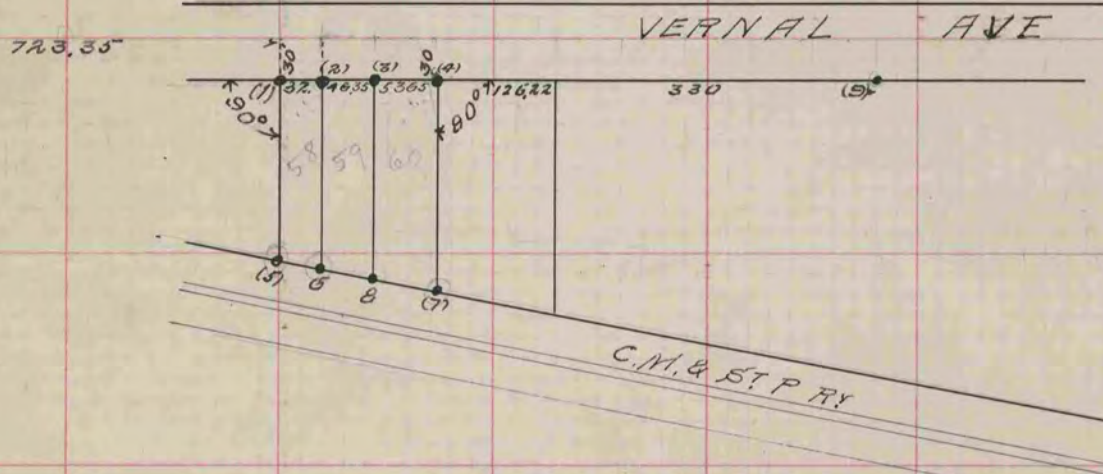 VERNAL AVE
723.35
30 (2) (3) 30 (4)
(1) 37. 46.35 53.65 126.22 330 (9)
90° 90°
58 59 60
(5) 6 8 (7)
C.M. & ST. P RY